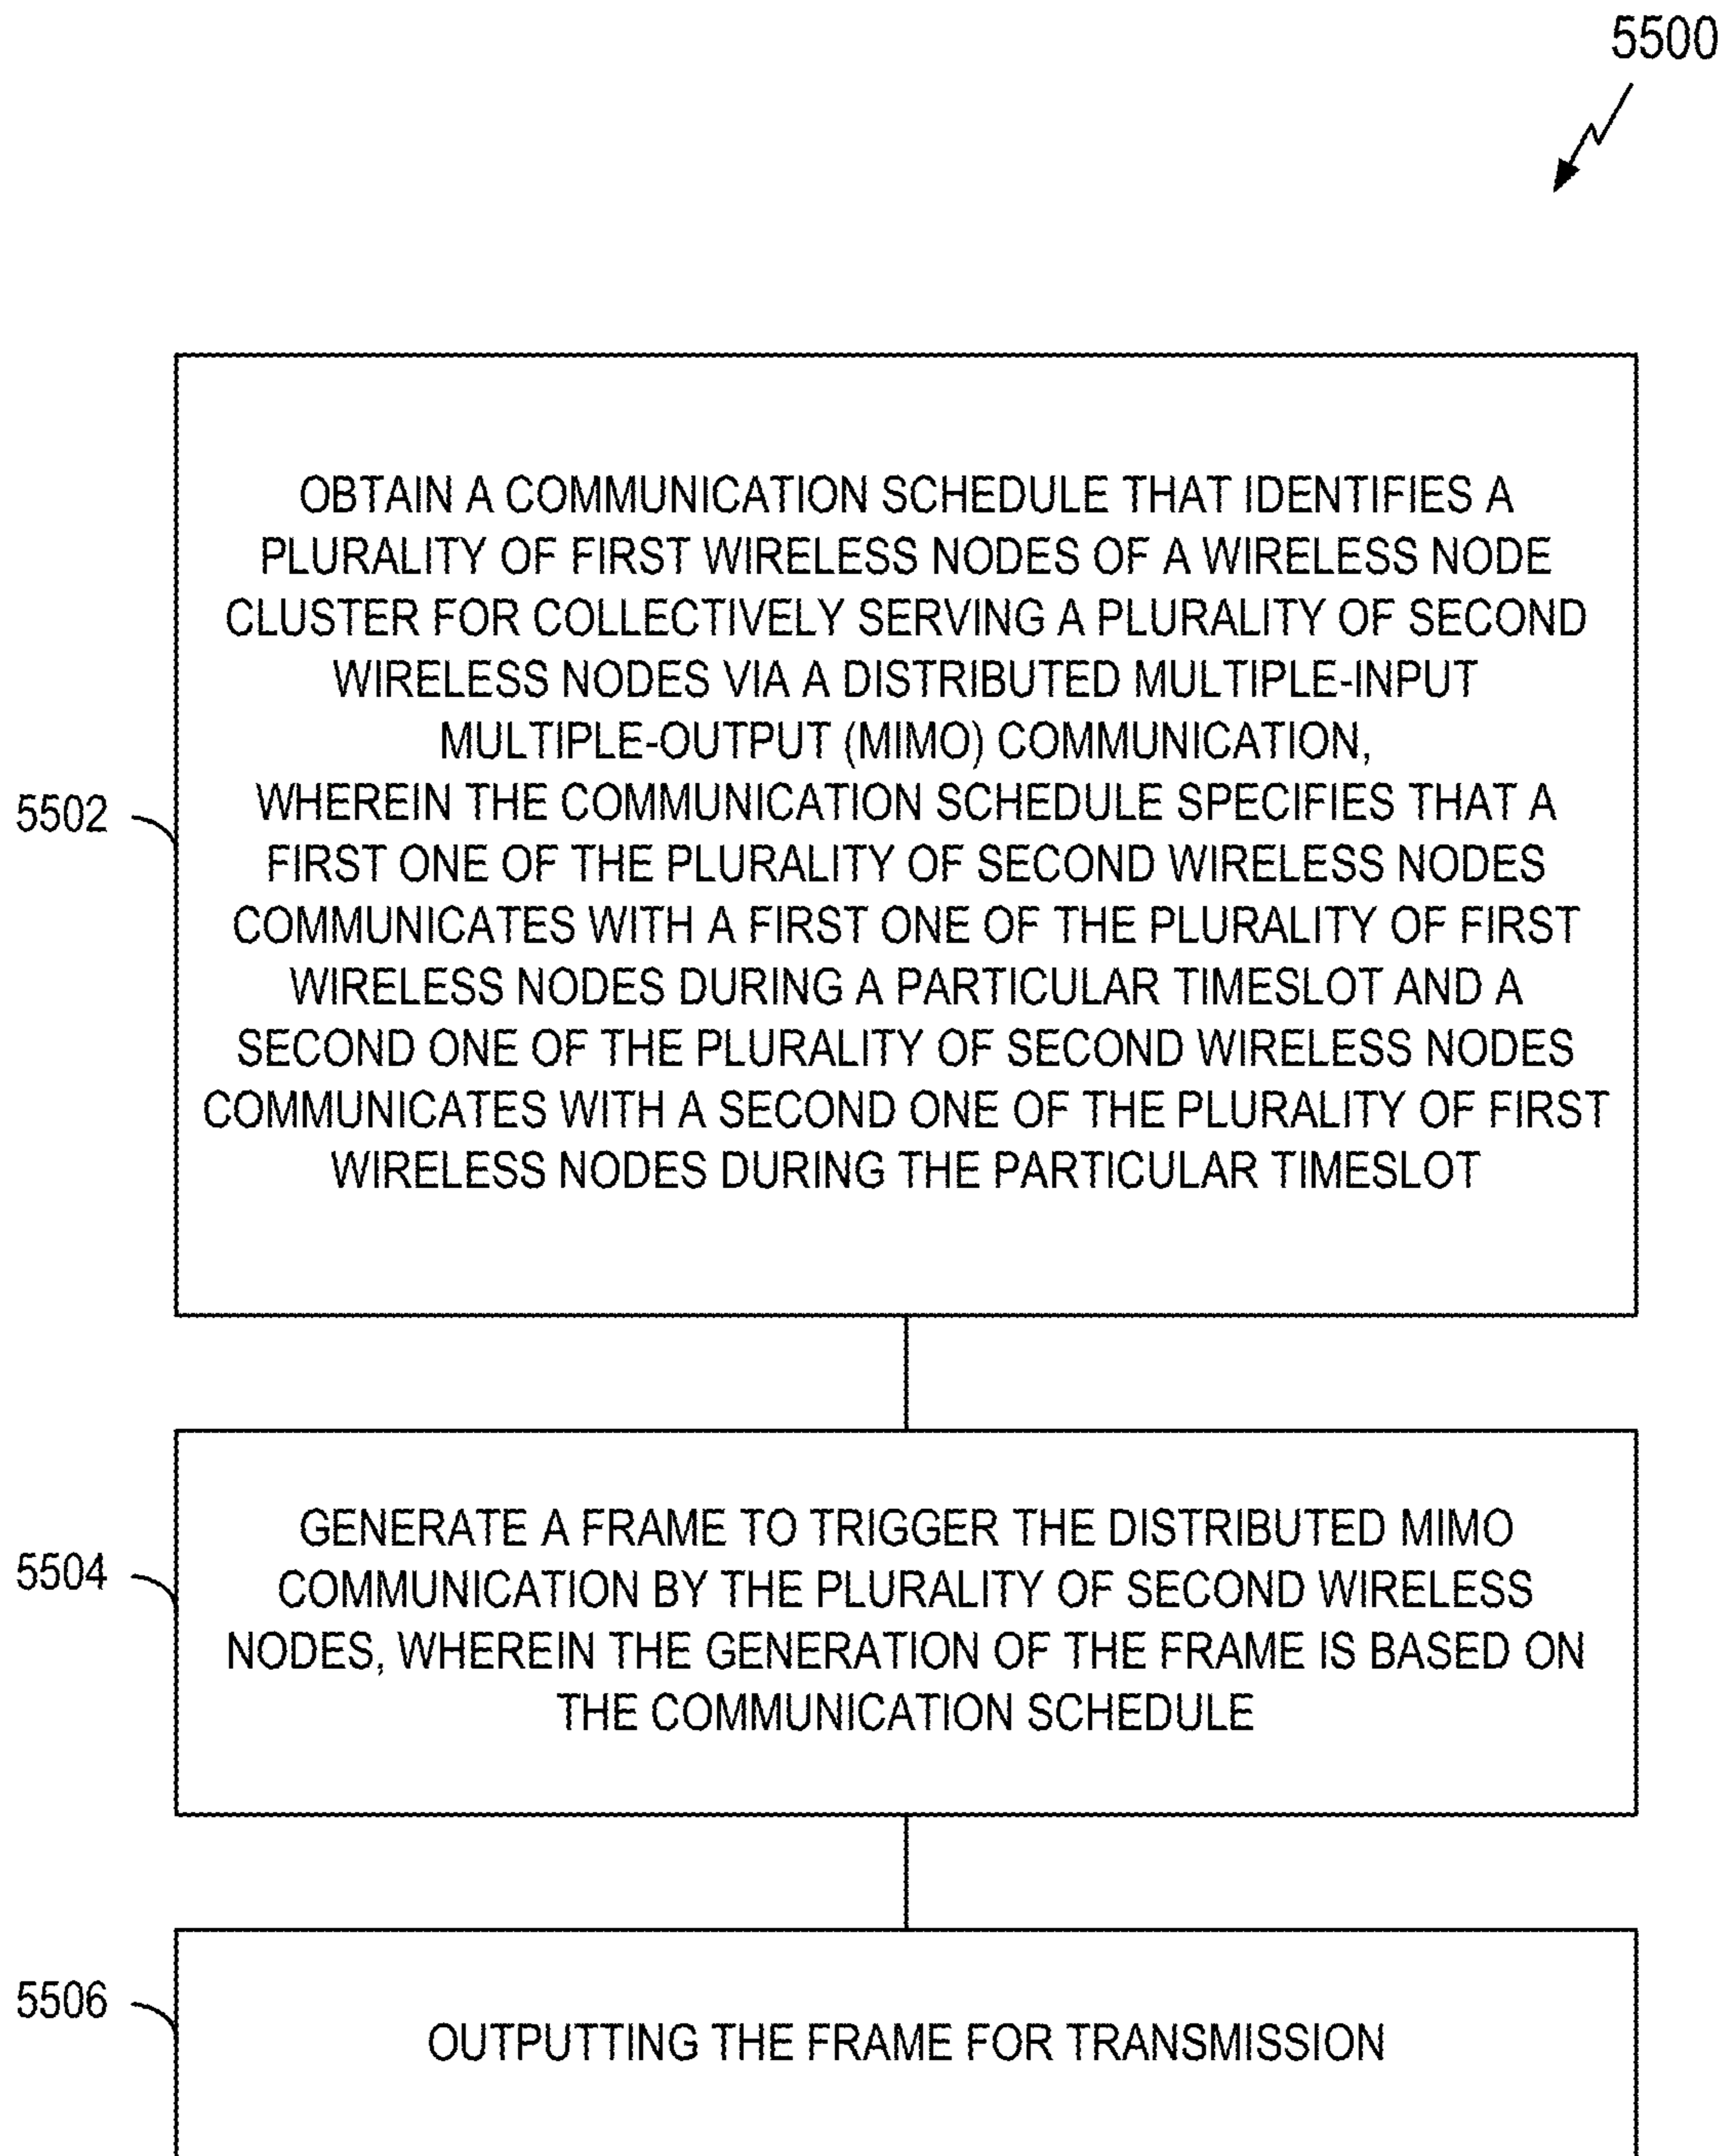 5500
OBTAIN A COMMUNICATION SCHEDULE THAT IDENTIFIES A
PLURALITY OF FIRST WIRELESS NODES OF A WIRELESS NODE
CLUSTER FOR COLLECTIVELY SERVING A PLURALITY OF SECOND
WIRELESS NODES VIA A DISTRIBUTED MULTIPLE-INPUT
MULTIPLE-OUTPUT (MIMO) COMMUNICATION,
WHEREIN THE COMMUNICATION SCHEDULE SPECIFIES THAT A
FIRST ONE OF THE PLURALITY OF SECOND WIRELESS NODES
COMMUNICATES WITH A FIRST ONE OF THE PLURALITY OF FIRST
WIRELESS NODES DURING A PARTICULAR TIMESLOT AND A
SECOND ONE OF THE PLURALITY OF SECOND WIRELESS NODES
COMMUNICATES WITH A SECOND ONE OF THE PLURALITY OF FIRST
WIRELESS NODES DURING THE PARTICULAR TIMESLOT
5502
GENERATE A FRAME TO TRIGGER THE DISTRIBUTED MIMO
COMMUNICATION BY THE PLURALITY OF SECOND WIRELESS
NODES, WHEREIN THE GENERATION OF THE FRAME IS BASED ON
THE COMMUNICATION SCHEDULE
5504
OUTPUTTING THE FRAME FOR TRANSMISSION
5506